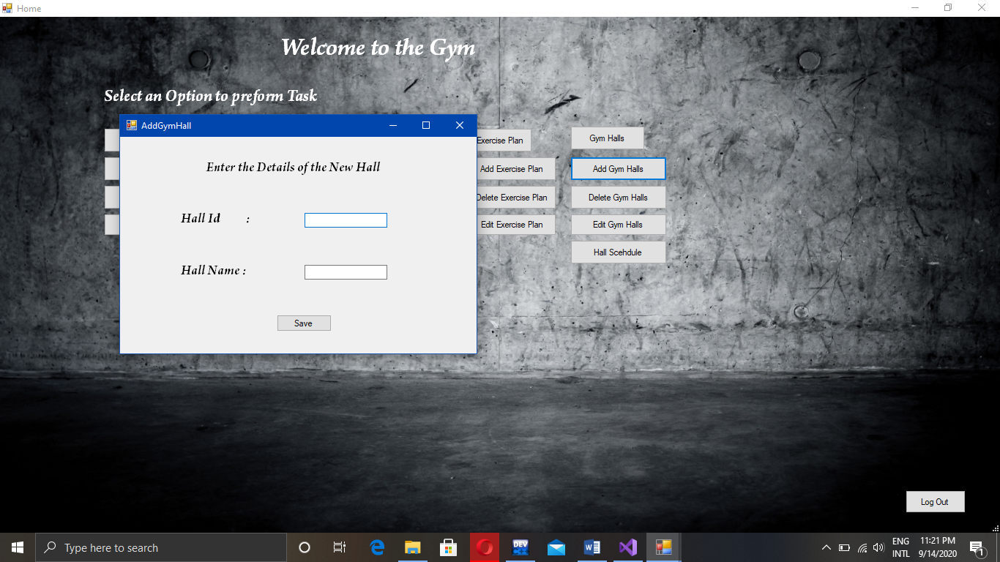 Home
Welcome to the Gym
Select an Option to preform Task
AddGymHall
Enter the Details of the New Hall
Hall Id :
Hall Name :
Save
Exercise Plan
Add Exercise Plan
Delete Exercise Plan
Edit Exercise Plan
Gym Halls
Add Gym Halls
Delete Gym Halls
Edit Gym Halls
Hall Scehdule
Log Out
Type here to search
DEV
C++
ENG
INTL
11:21 PM
9/14/2020
1